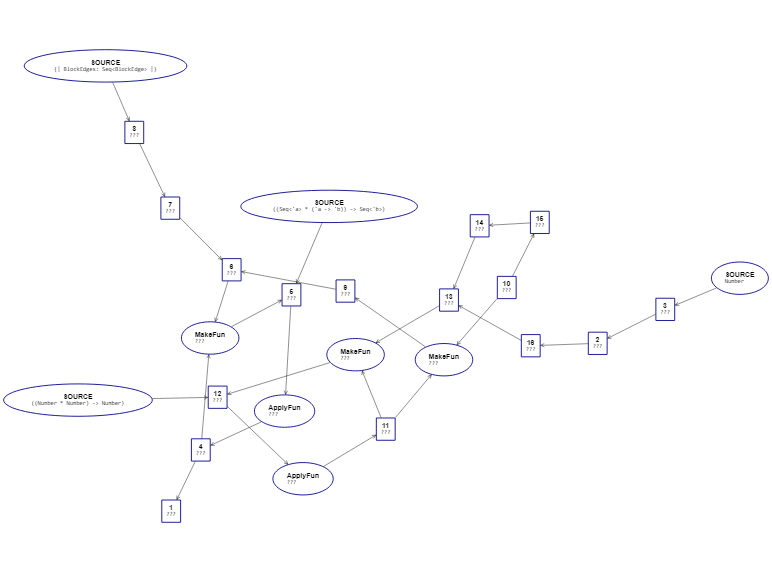 SOURCE
{| BlockEdges: Seq<BlockEdge> |}
8
???
7
???
SOURCE
((Seq<'a> * ('a -> 'b)) -> Seq<'b>)
14
???
15
???
6
???
5
???
9
???
10
???
13
???
SOURCE
Number
3
???
MakeFun
???
MakeFun
???
MakeFun
???
16
???
2
???
SOURCE
((Number * Number) -> Number)
12
???
ApplyFun
???
11
???
4
???
ApplyFun
???
1
???